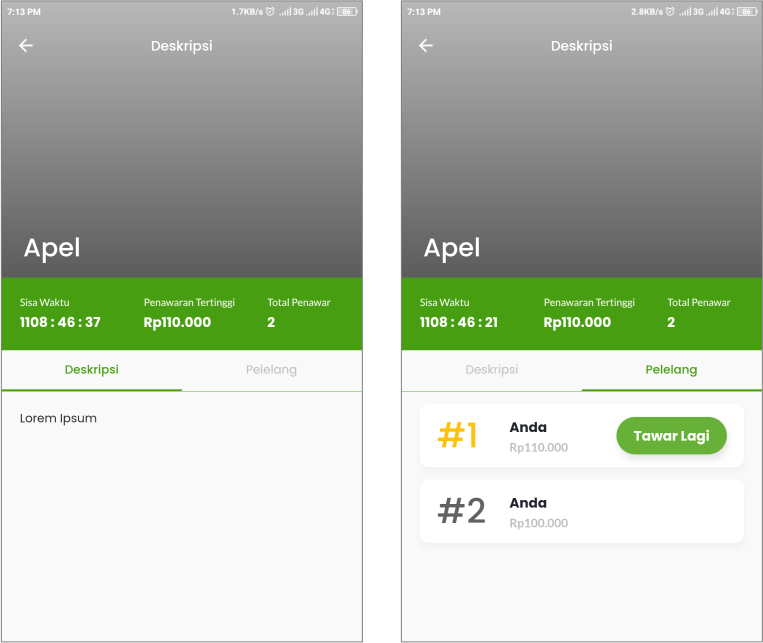 7:13 PM 1.7KB/s 3G 4G 86
Deskripsi
Apel
Sisa Waktu Penawaran Tertinggi Total Penawar
1108 : 46 : 37 Rp110.000 2
Deskripsi Pelelang
Lorem Ipsum
7:13 PM 2.8KB/s 3G 4G 86
Deskripsi
Apel
Sisa Waktu Penawaran Tertinggi Total Penawar
1108 : 46 : 21 Rp110.000 2
Deskripsi Pelelang
#1 Anda
Rp110.000
Tawar Lagi
#2 Anda
Rp100.000